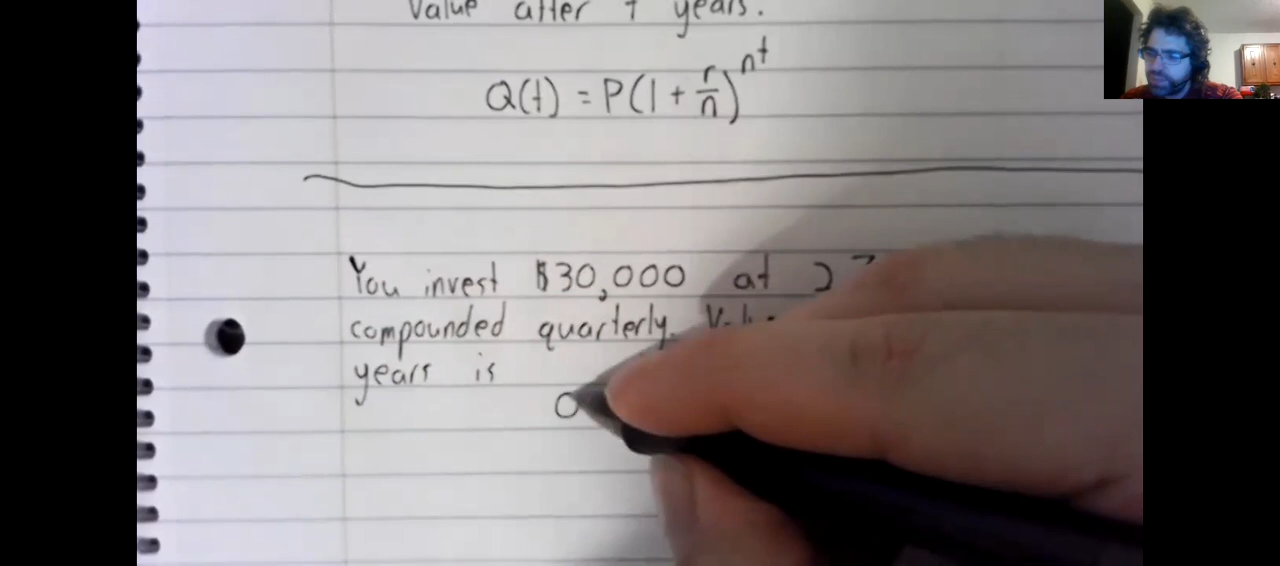 Value after t years.
Q(t) = P(1 + r/n)^nt
You invest $30,000 at
compounded quarterly.
years is